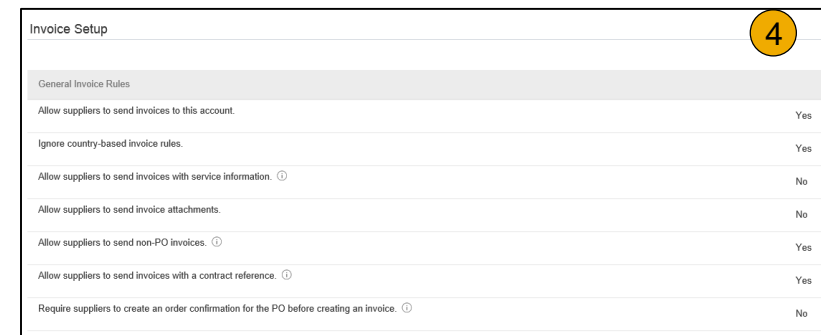 Invoice Setup
4
General Invoice Rules
Allow suppliers to send invoices to this account. Yes
Ignore country-based invoice rules. Yes
Allow suppliers to send invoices with service information. ⓘ No
Allow suppliers to send invoice attachments. No
Allow suppliers to send non-PO invoices. ⓘ Yes
Allow suppliers to send invoices with a contract reference. ⓘ Yes
Require suppliers to create an order confirmation for the PO before creating an invoice. ⓘ No